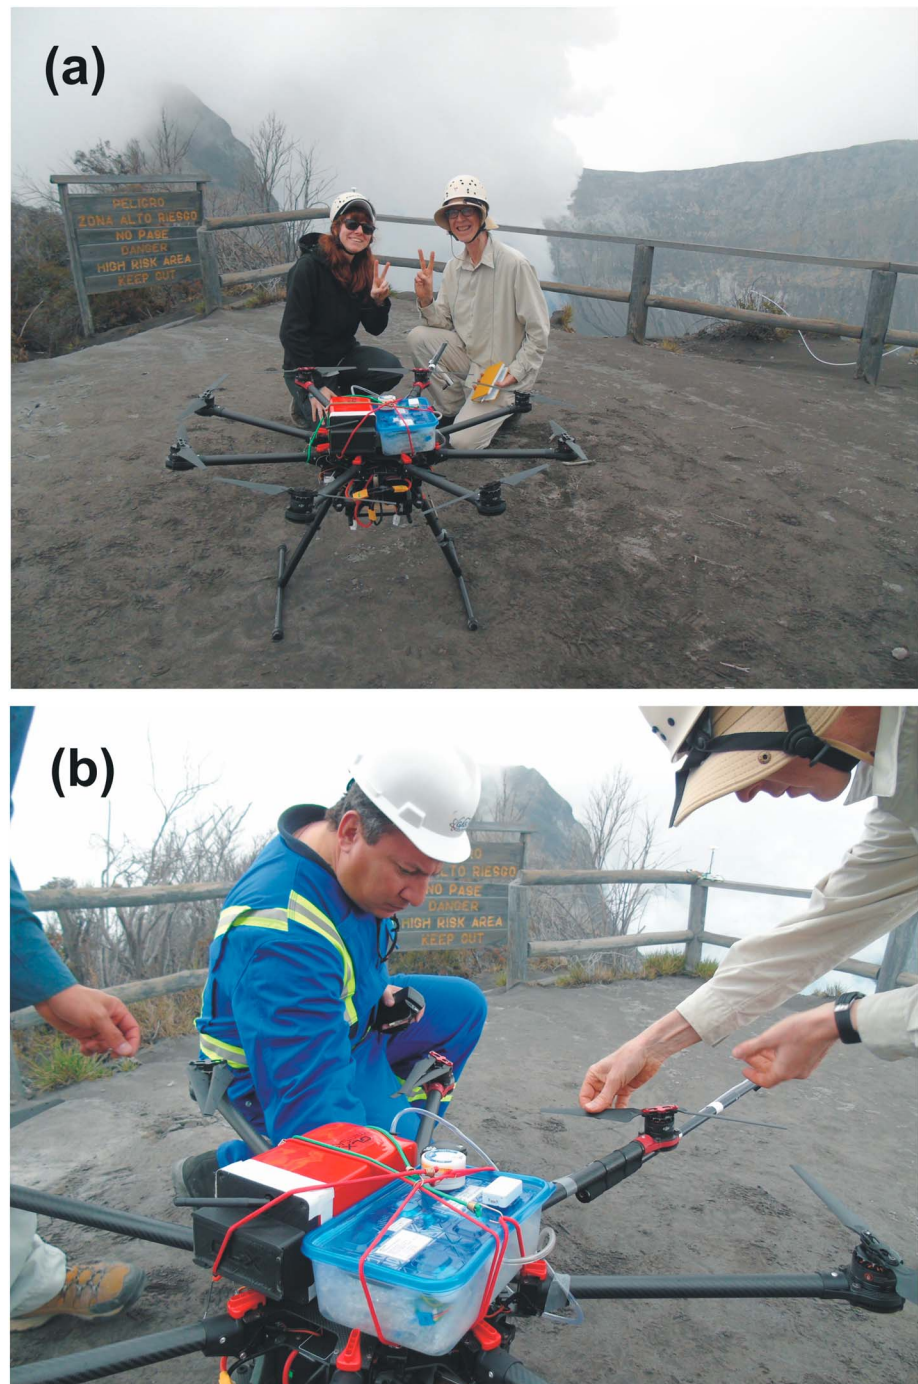 (a)
PELIGRO
ZONA ALTO RIESGO
NO PASE
DANGER
HIGH RISK AREA
KEEP OUT
(b)
ALTO RIESGO
NO PASE
DANGER
HIGH RISK AREA
KEEP OUT